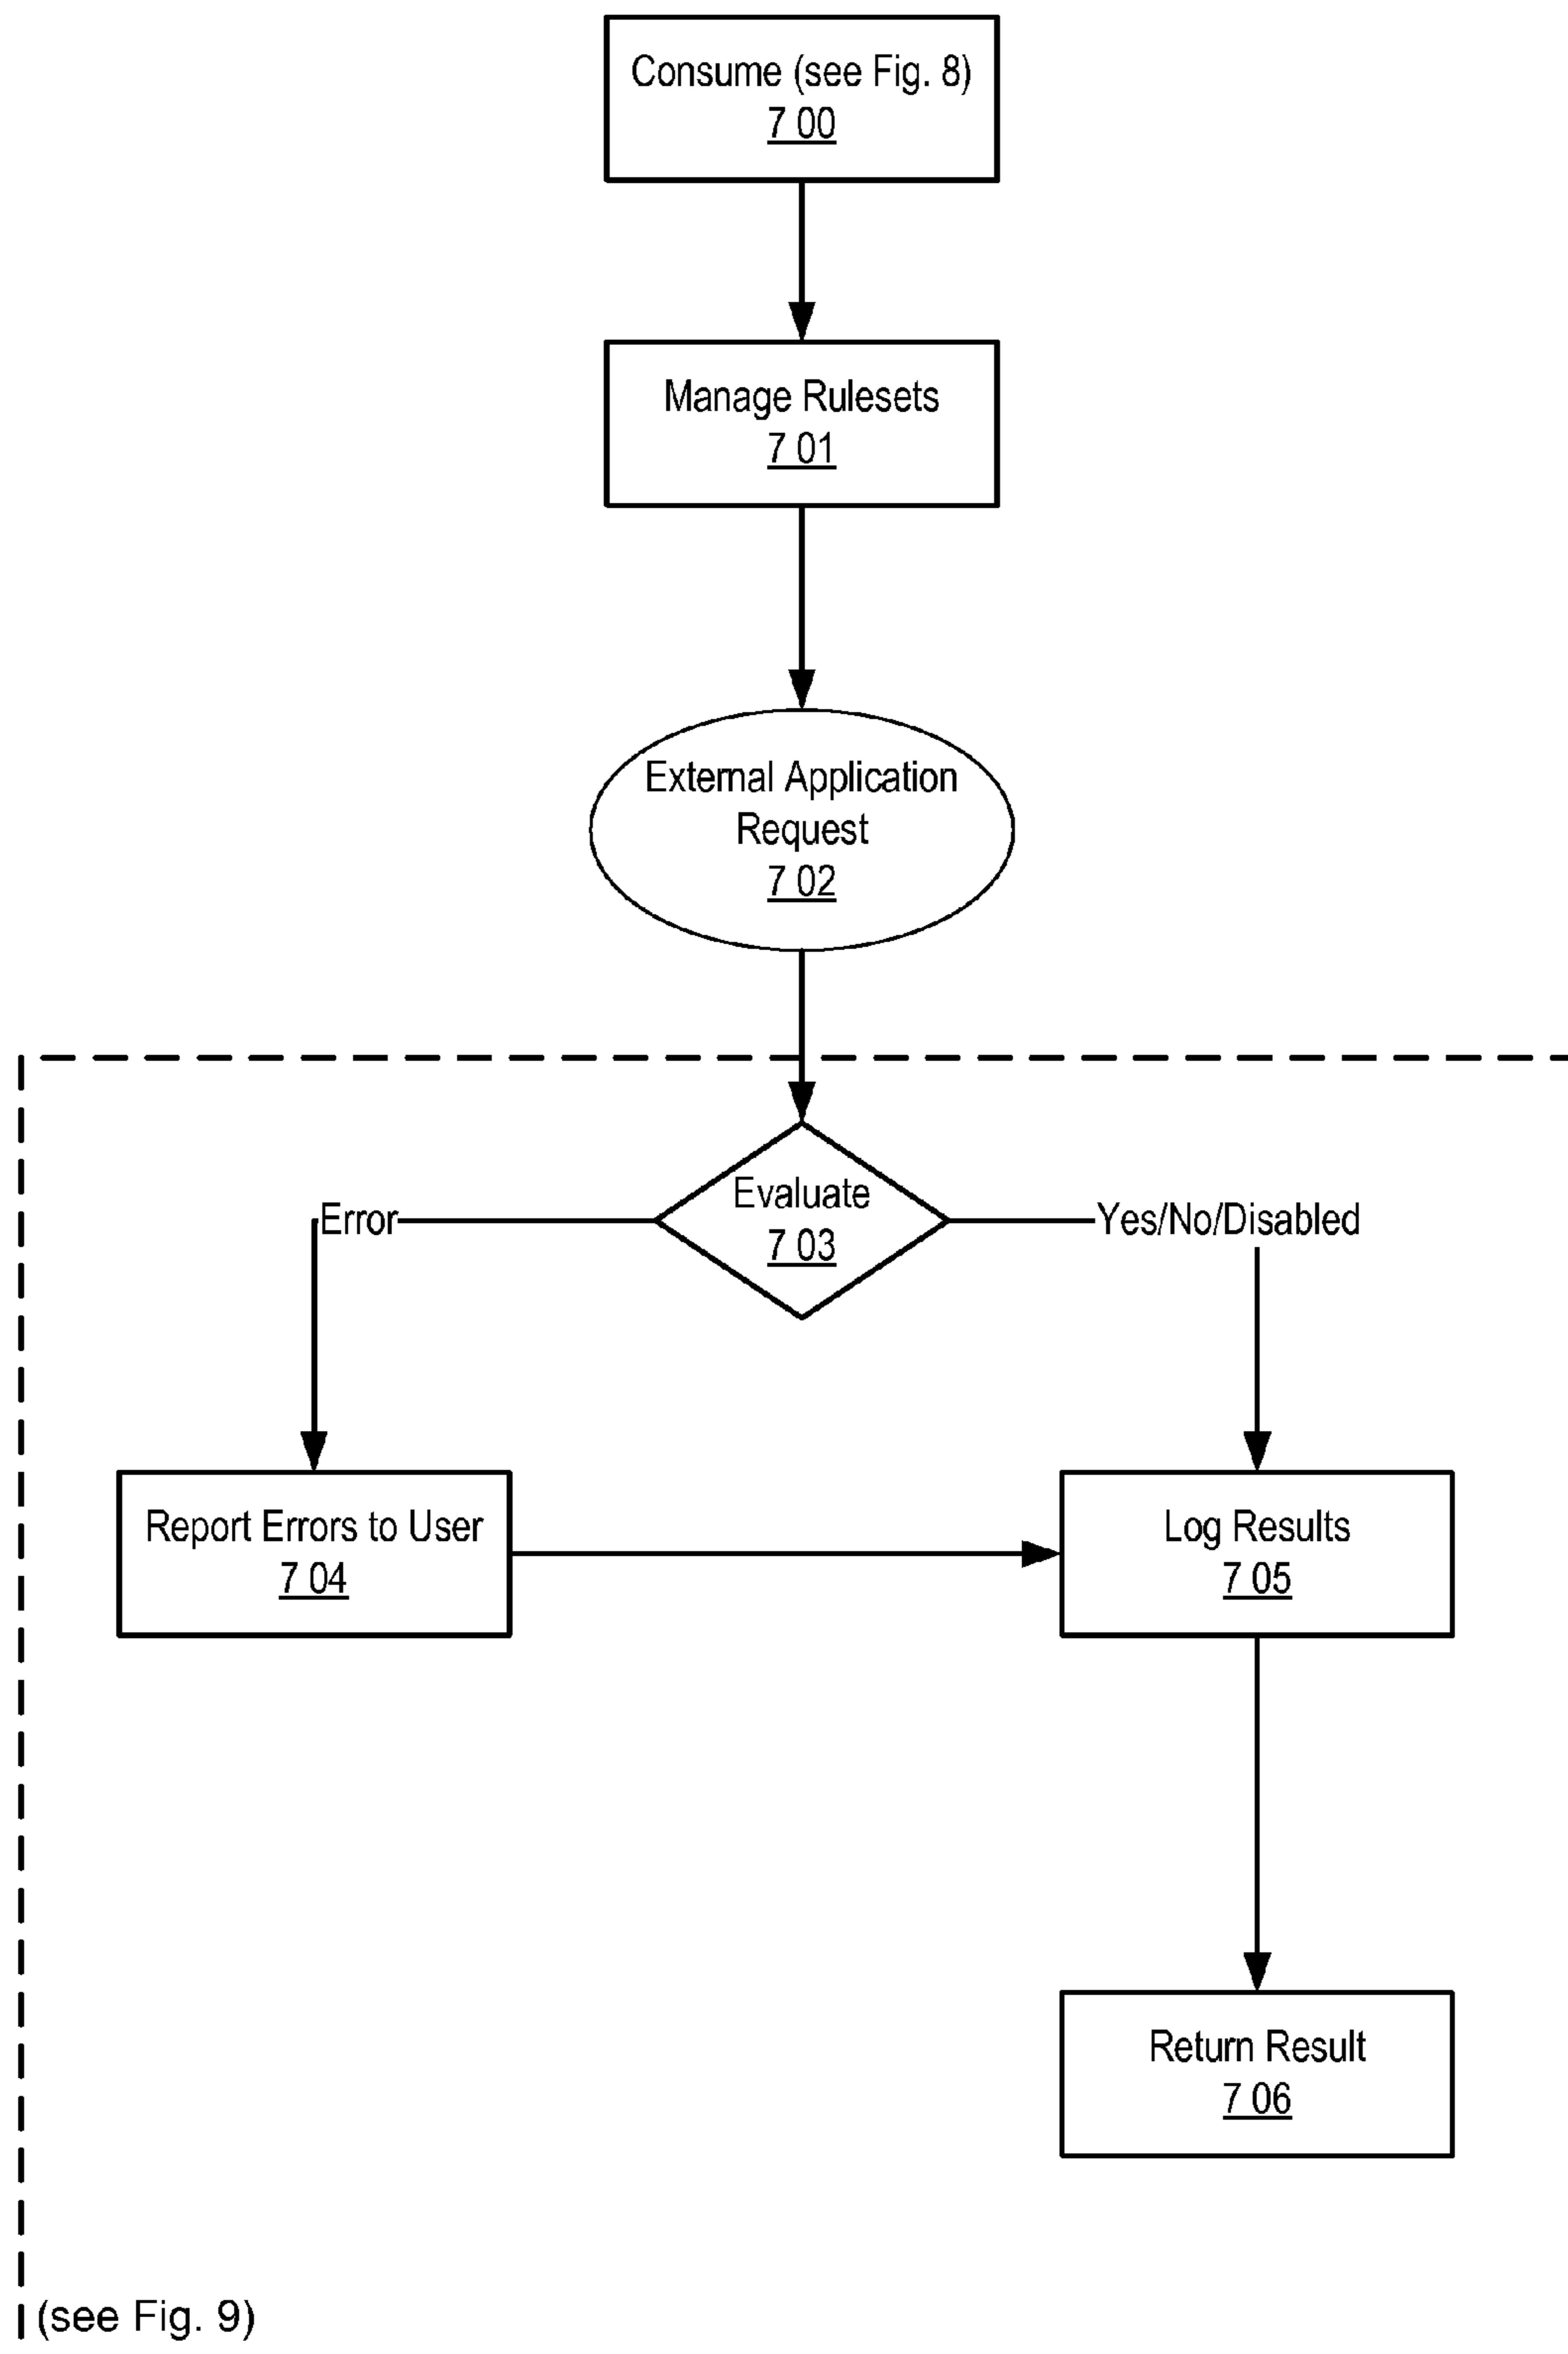 Consume (see Fig. 8)
7 00
Manage Rulesets
7 01
External Application
Request
7 02
Evaluate
7 03
Error
Yes/No/Disabled
Report Errors to User
7 04
Log Results
7 05
Return Result
7 06
(see Fig. 9)